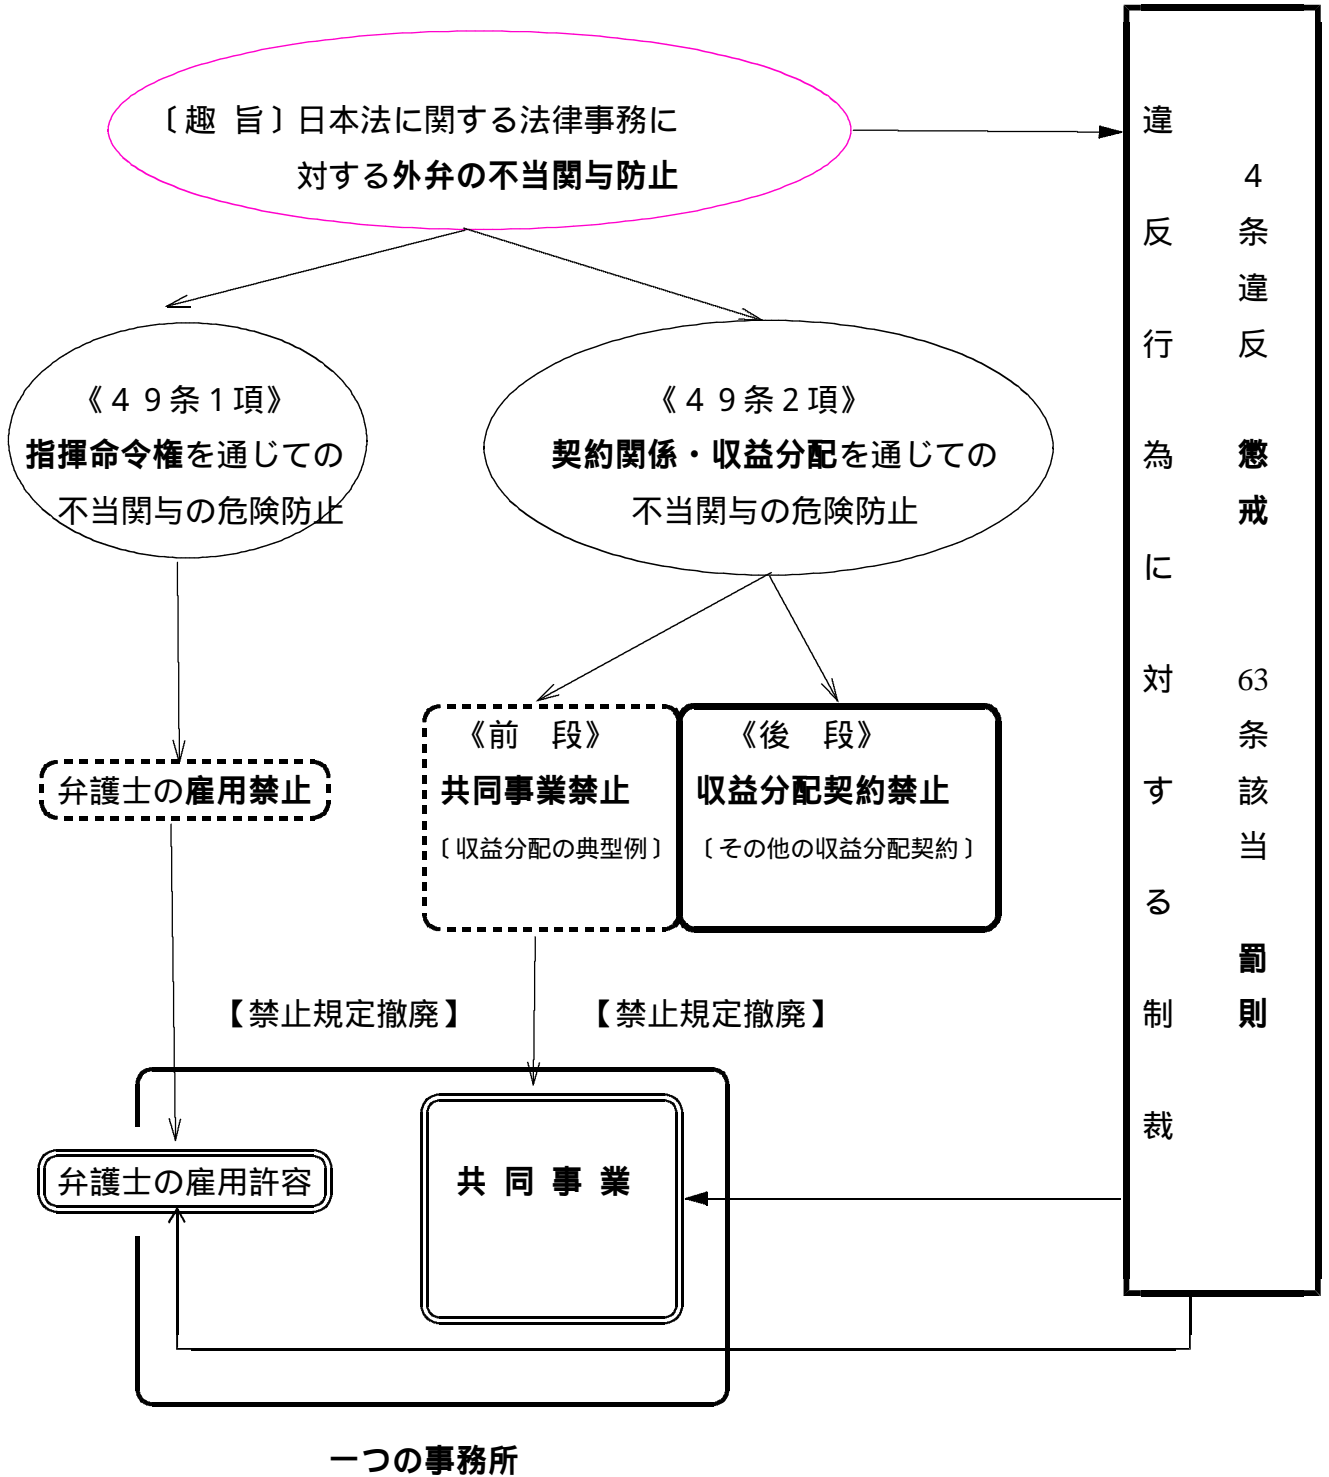 〔趣 旨〕日本法に関する法律事務に
対する外弁の不当関与防止
《４９条１項》
指揮命令権を通じての
不当関与の危険防止
《４９条２項》
契約関係・収益分配を通じての
不当関与の危険防止
弁護士の雇用禁止
《前　段》
共同事業禁止
〔収益分配の典型例〕
《後　段》
収益分配契約禁止
〔その他の収益分配契約〕
【禁止規定撤廃】
【禁止規定撤廃】
弁護士の雇用許容
共 同 事 業
一つの事務所
４条違反　懲戒　63条該当　罰則
違反行為に対する制裁